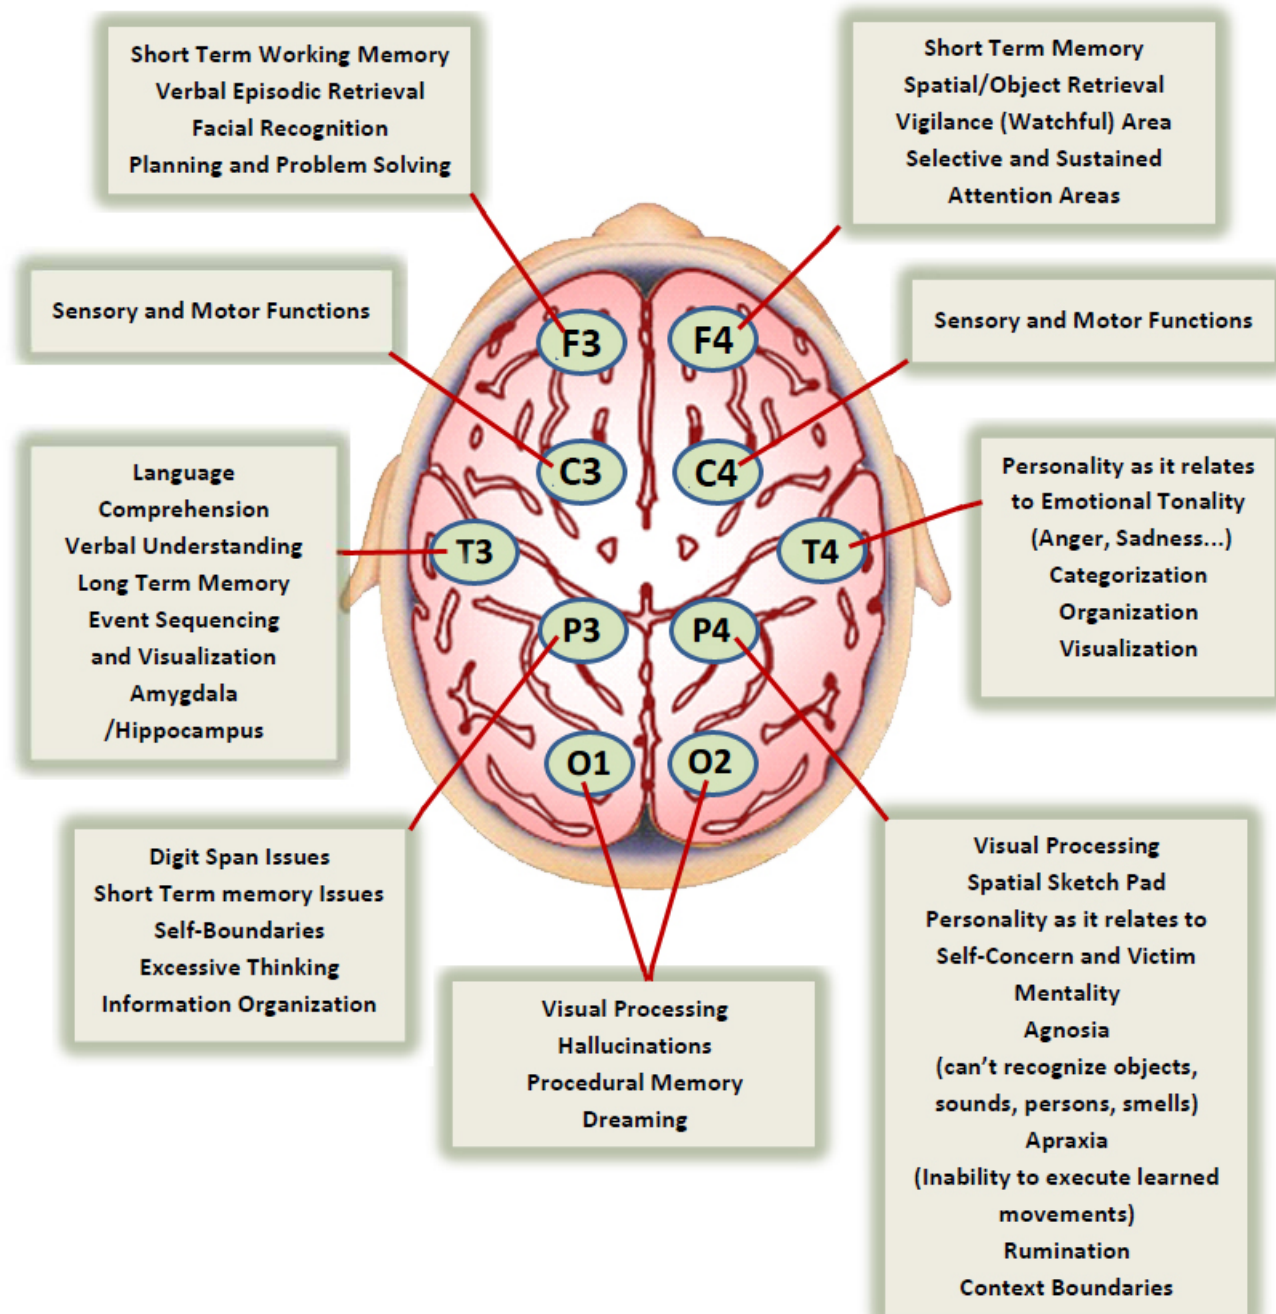 Short Term Working Memory
Verbal Episodic Retrieval
Facial Recognition
Planning and Problem Solving
Short Term Memory
Spatial/Object Retrieval
Vigilance (Watchful) Area
Selective and Sustained
Attention Areas
Sensory and Motor Functions
Sensory and Motor Functions
F3
F4
C3
C4
Language
Comprehension
Verbal Understanding
Long Term Memory
Event Sequencing
and Visualization
Amygdala
/Hippocampus
T3
T4
Personality as it relates
to Emotional Tonality
(Anger, Sadness...)
Categorization
Organization
Visualization
P3
P4
O1
O2
Digit Span Issues
Short Term memory Issues
Self-Boundaries
Excessive Thinking
Information Organization
Visual Processing
Hallucinations
Procedural Memory
Dreaming
Visual Processing
Spatial Sketch Pad
Personality as it relates to
Self-Concern and Victim
Mentality
Agnosia
(can't recognize objects,
sounds, persons, smells)
Apraxia
(Inability to execute learned
movements)
Rumination
Context Boundaries